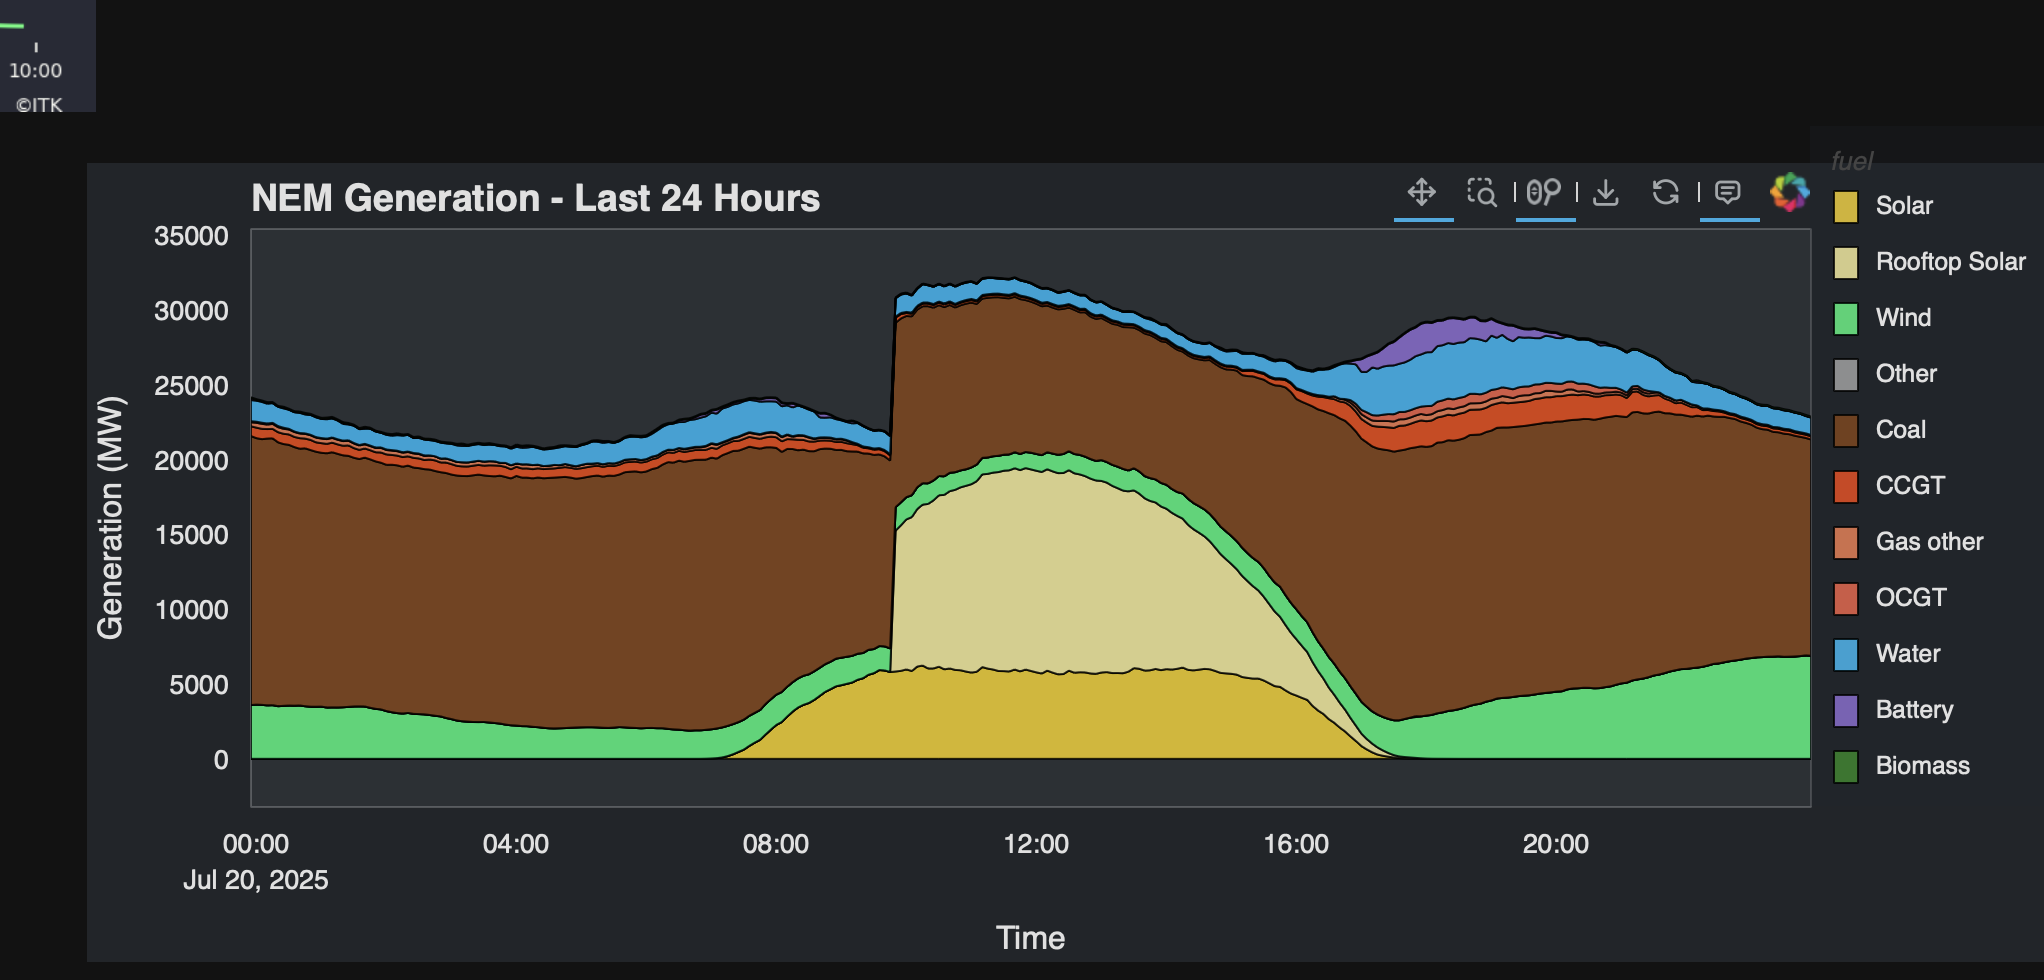 10:00
©ITK
NEM Generation - Last 24 Hours
fuel
Solar
Rooftop Solar
Wind
Other
Coal
CCGT
Gas other
OCGT
Water
Battery
Biomass
Generation (MW)
35000
30000
25000
20000
15000
10000
5000
0
00:00 04:00 08:00 12:00 16:00 20:00
Jul 20, 2025
Time